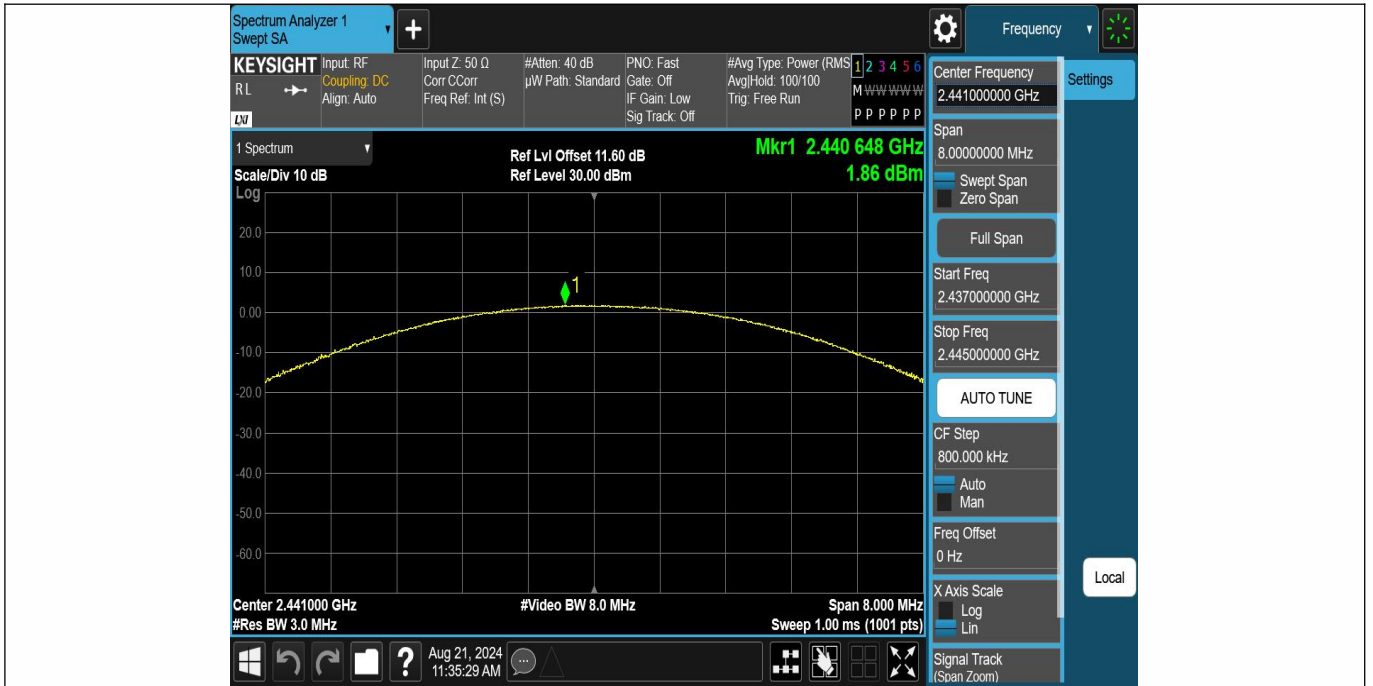 Spectrum Analyzer 1
Swept SA
+
Frequency
KEYSIGHT
RL
LXI
Input: RF
Coupling: DC
Align: Auto
Input Z: 50 Ω
Corr CCorr
Freq Ref: Int (S)
#Atten: 40 dB
µW Path: Standard
PNO: Fast
Gate: Off
IF Gain: Low
Sig Track: Off
#Avg Type: Power (RMS
Avg|Hold: 100/100
Trig: Free Run
1 2 3 4 5 6
M W W W W W
P P P P P P
1 Spectrum
Scale/Div 10 dB
Ref Lvl Offset 11.60 dB
Ref Level 30.00 dBm
Mkr1 2.440 648 GHz
1.86 dBm
Log
20.0
10.0
0.00
-10.0
-20.0
-30.0
-40.0
-50.0
-60.0
1
Center 2.441000 GHz
#Video BW 8.0 MHz
Span 8.000 MHz
#Res BW 3.0 MHz
Sweep 1.00 ms (1001 pts)
?
Aug 21, 2024
11:35:29 AM
Center Frequency
2.441000000 GHz
Settings
Span
8.00000000 MHz
Swept Span
Zero Span
Full Span
Start Freq
2.437000000 GHz
Stop Freq
2.445000000 GHz
AUTO TUNE
CF Step
800.000 kHz
Auto
Man
Freq Offset
0 Hz
Local
X Axis Scale
Log
Lin
Signal Track
(Span Zoom)